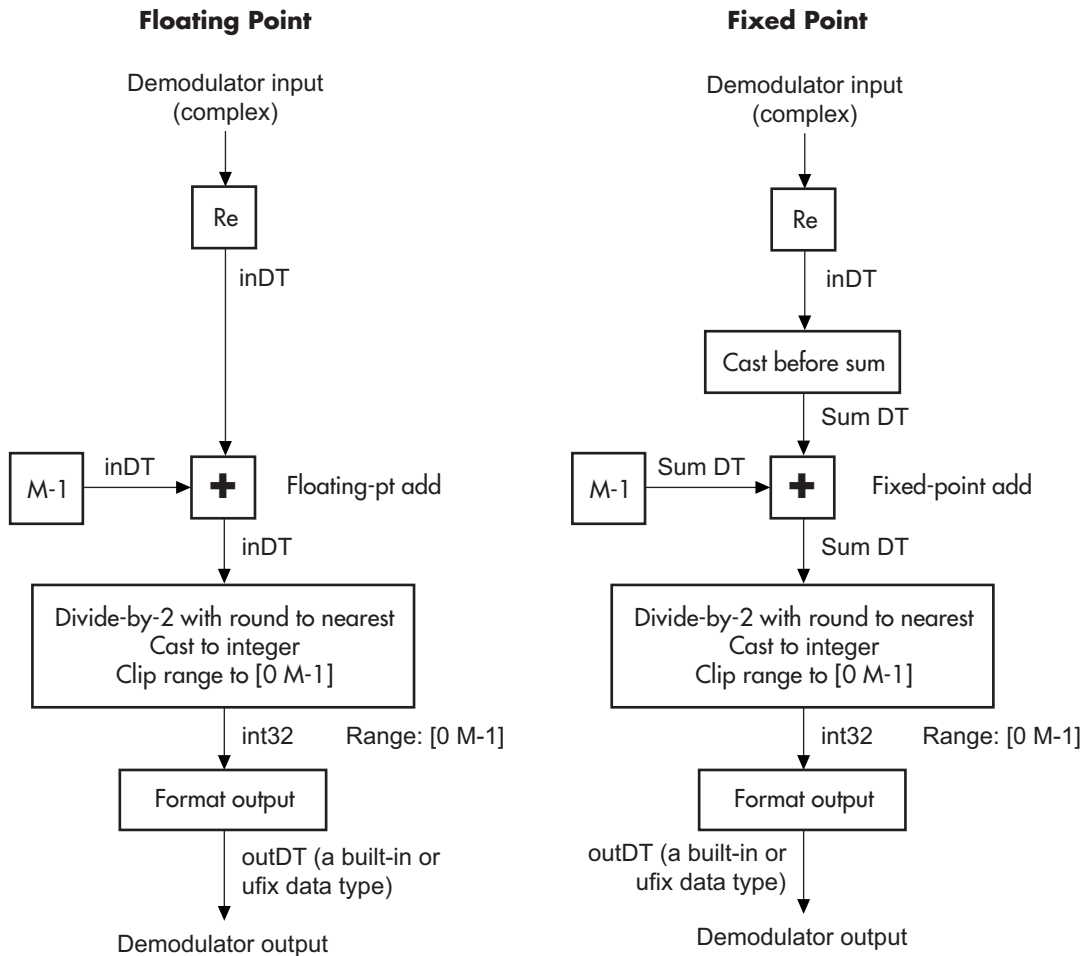 Floating Point
Demodulator input
(complex)
Re
inDT
M-1
inDT
+
Floating-pt add
inDT
Divide-by-2 with round to nearest
Cast to integer
Clip range to [0 M-1]
int32
Range: [0 M-1]
Format output
outDT (a built-in or
ufix data type)
Demodulator output
Fixed Point
Demodulator input
(complex)
Re
inDT
Cast before sum
Sum DT
M-1
Sum DT
+
Fixed-point add
Sum DT
Divide-by-2 with round to nearest
Cast to integer
Clip range to [0 M-1]
int32
Range: [0 M-1]
Format output
outDT (a built-in or
ufix data type)
Demodulator output